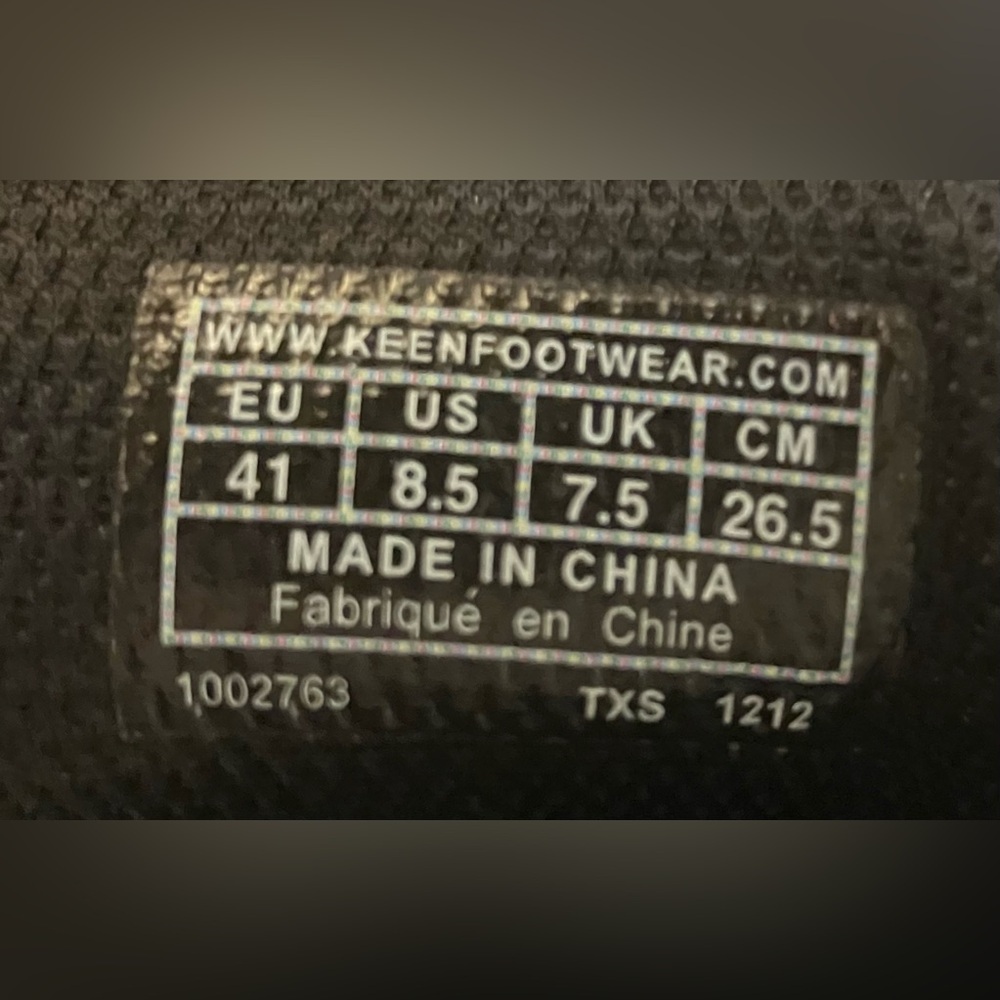 WWW.KEENFOOTWEAR.COM
EU US UK CM
41 8.5 7.5 26.5
MADE IN CHINA
Fabriqué en Chine
1002763 TXS 1212